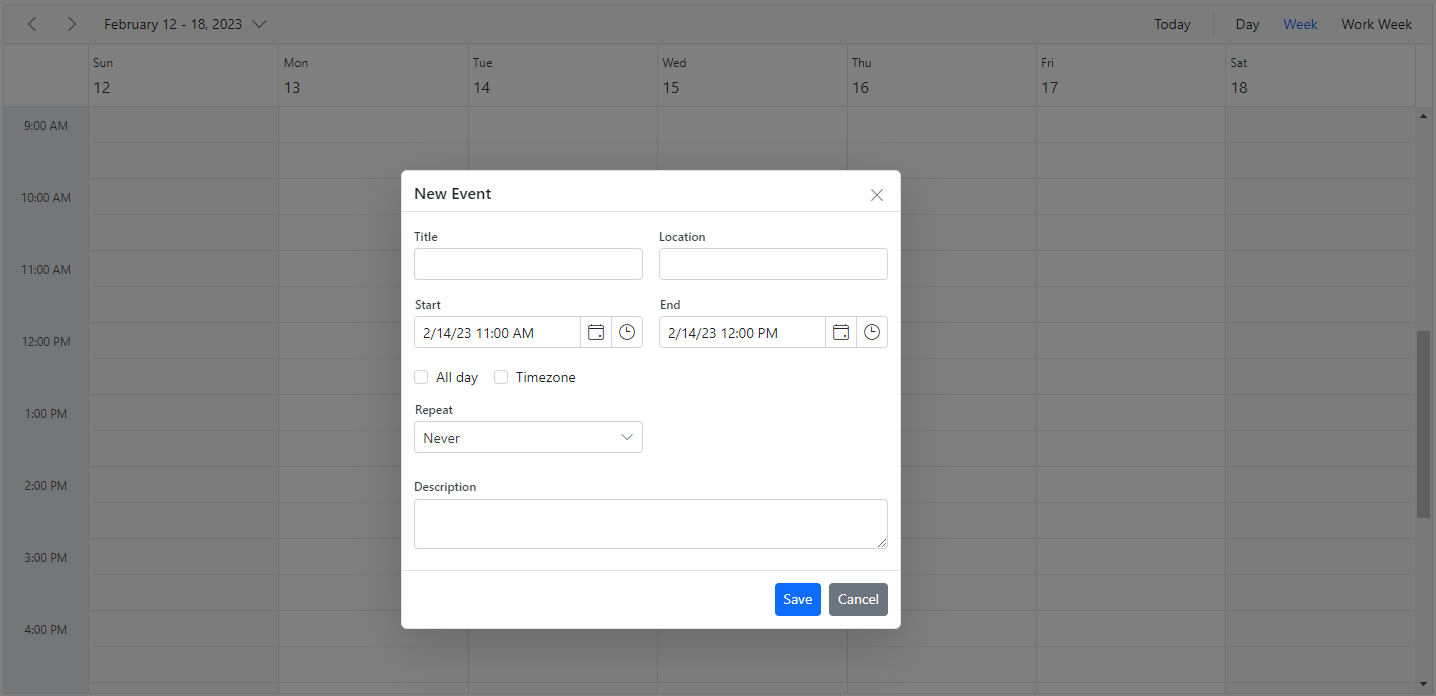 February 12 - 18, 2023 Today Day Week Work Week
Sun Mon Tue Wed Thu Fri Sat
12 13 14 15 16 17 18
9:00 AM
10:00 AM
11:00 AM
12:00 PM
1:00 PM
2:00 PM
3:00 PM
4:00 PM
New Event
Title Location
Start End
2/14/23 11:00 AM 2/14/23 12:00 PM
All day Timezone
Repeat
Never
Description
Save Cancel